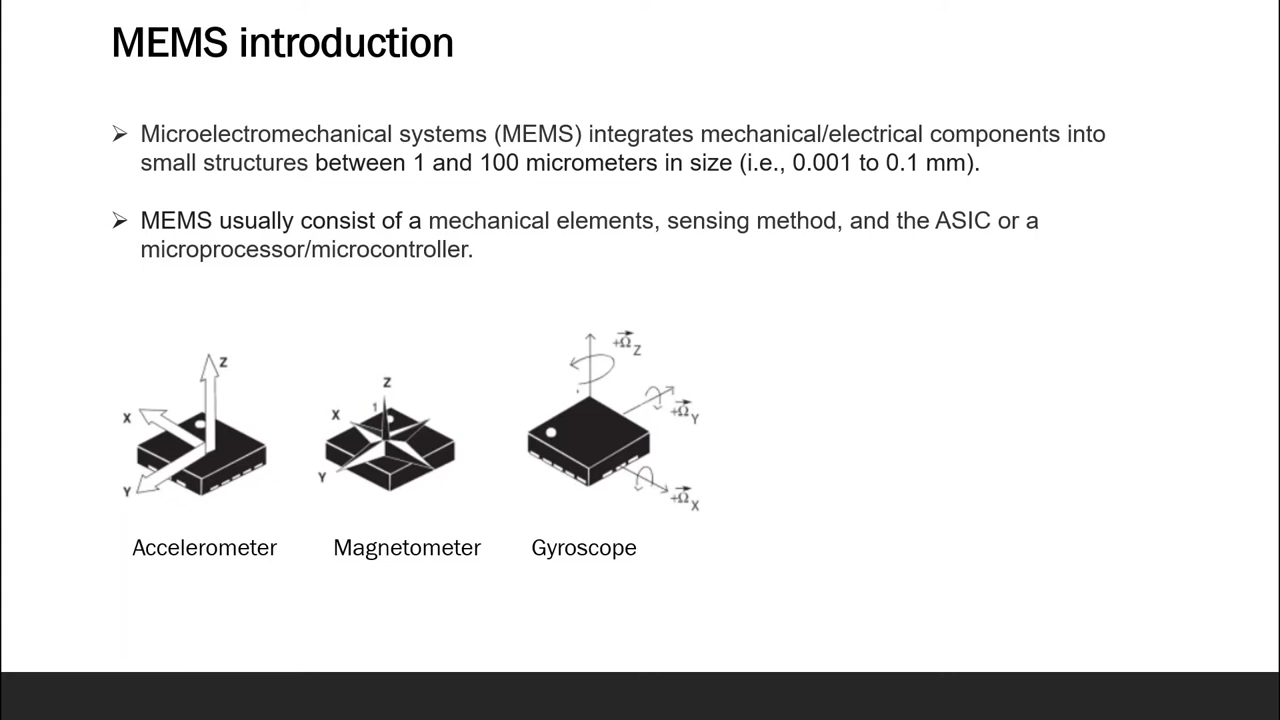 MEMS introduction
➢ Microelectromechanical systems (MEMS) integrates mechanical/electrical components into
small structures between 1 and 100 micrometers in size (i.e., 0.001 to 0.1 mm).
➢ MEMS usually consist of a mechanical elements, sensing method, and the ASIC or a
microprocessor/microcontroller.
Z
X
Y
Z
1
X
Y
+Ω⃗ Z
+Ω⃗ Y
+Ω⃗ X
Accelerometer Magnetometer Gyroscope